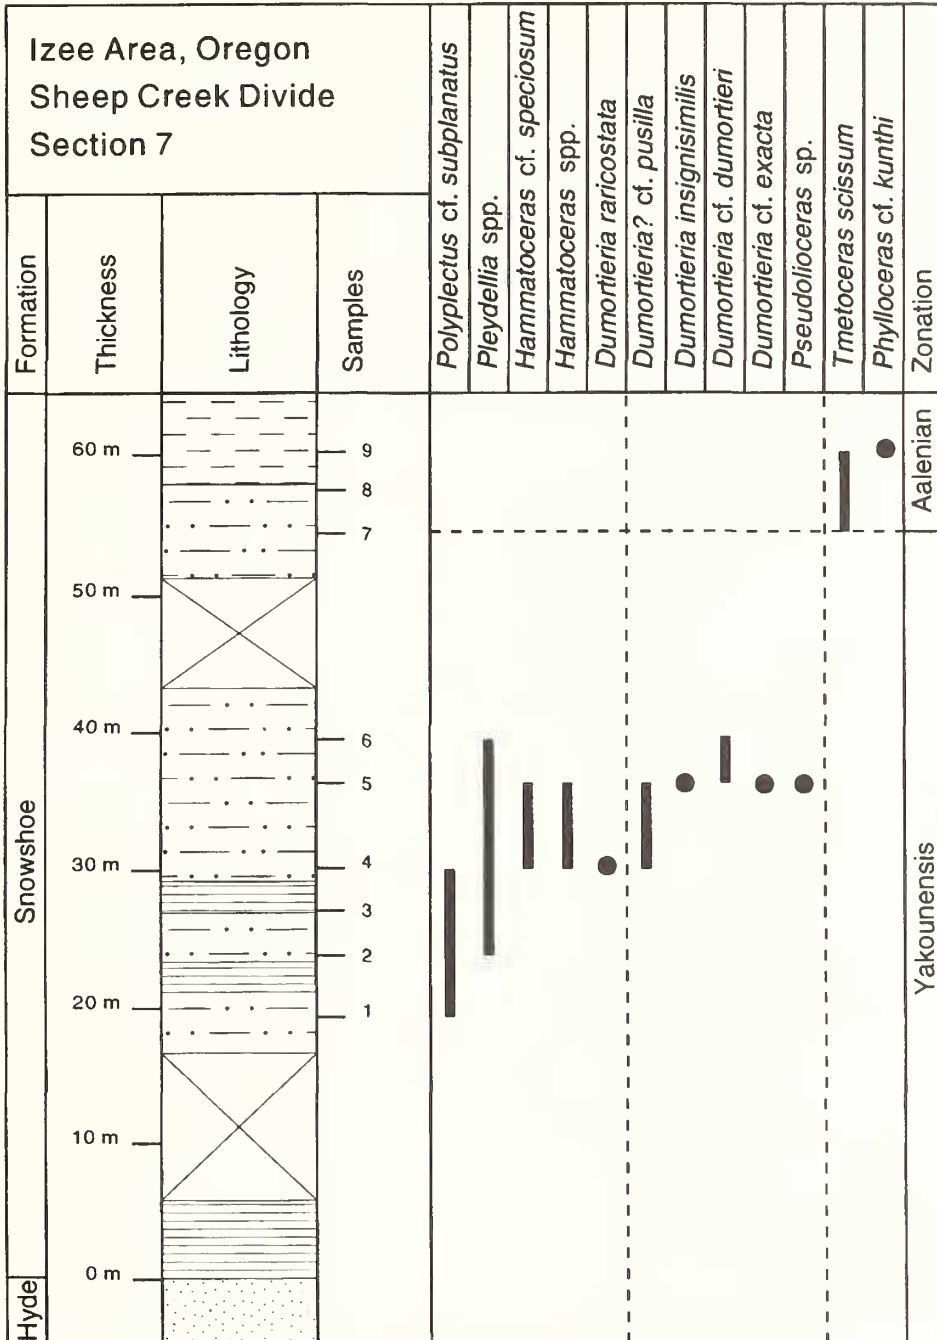 Izee Area, Oregon
Sheep Creek Divide
Section 7
Formation
Thickness
Lithology
Samples
Polyplectus cf. subplanatus
Pleydellia spp.
Hammatoceras cf. speciosum
Hammatoceras spp.
Dumortieria raricostata
Dumortieria? cf. pusilla
Dumortieria insignisimilis
Dumortieria cf. dumortieri
Dumortieria cf. exacta
Pseudolioceras sp.
Tmetoceras scissum
Phylloceras cf. kunthi
Zonation
60 m
9
8
7
Aalenian
50 m
40 m
6
5
30 m
4
3
2
20 m
1
10 m
0 m
Snowshoe
Yakounensis
Hyde